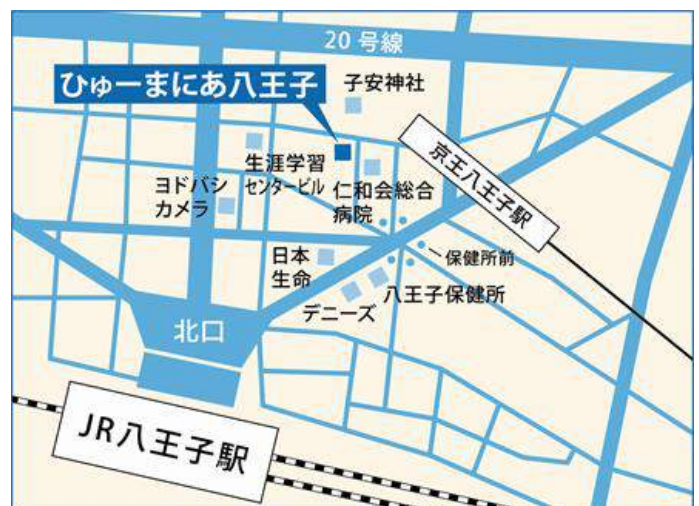 20号線
ひゅーまにあ八王子
子安神社
京王八王子駅
生涯学習
センタービル
仁和会総合
病院
ヨドバシ
カメラ
日本
生命
保健所前
八王子保健所
デニーズ
北口
JR八王子駅